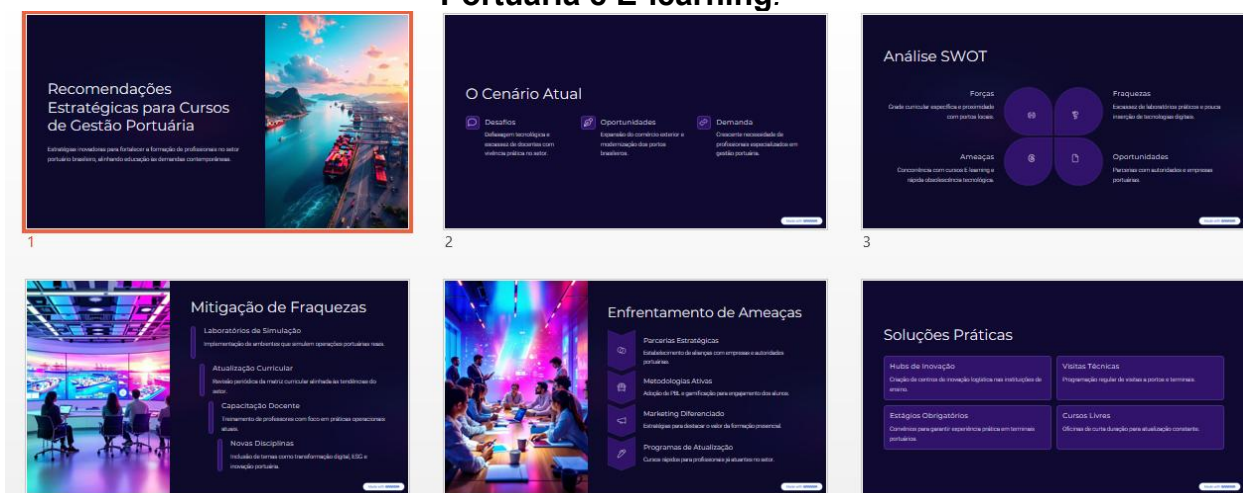 Portuária e E-learning.
Recomendações
Estratégicas para Cursos
de Gestão Portuária
Estratégias inovadoras para fortalecer a formação de profissionais no setor
portuário brasileiro, alinhando educação às demandas contemporâneas.
1
O Cenário Atual
Desafios
Defasagem tecnológica e
escassez de docentes com
vivência prática no setor.
Oportunidades
Expansão do comércio exterior e
modernização dos portos
brasileiros.
Demanda
Crescente necessidade de
profissionais especializados em
gestão portuária.
2
Análise SWOT
Forças
Grade curricular específica e proximidade
com portos locais.
Fraquezas
Escassez de laboratórios práticos e pouca
inserção de tecnologias digitais.
Ameaças
Concorrência com cursos E-learning e
rápida obsolescência tecnológica.
Oportunidades
Parcerias com autoridades e empresas
portuárias.
3
Mitigação de Fraquezas
Laboratórios de Simulação
Implementação de ambientes que simulem operações portuárias reais.
Atualização Curricular
Revisão periódica da matriz curricular alinhada às tendências do
setor.
Capacitação Docente
Treinamento de professores com foco em práticas operacionais
atuais.
Novas Disciplinas
Inclusão de temas como transformação digital, ESG e
inovação portuária.
Enfrentamento de Ameaças
Parcerias Estratégicas
Estabelecimento de alianças com empresas e autoridades
portuárias.
Metodologias Ativas
Adoção de PBL e gamificação para engajamento dos alunos.
Marketing Diferenciado
Estratégias para destacar o valor da formação presencial.
Programas de Atualização
Cursos rápidos para profissionais já atuantes no setor.
Soluções Práticas
Hubs de Inovação
Criação de centros de inovação logística nas instituições de
ensino.
Visitas Técnicas
Programação regular de visitas a portos e terminais.
Estágios Obrigatórios
Convênios para garantir experiência prática em terminais
portuários.
Cursos Livres
Oficinas de curta duração para atualização constante.